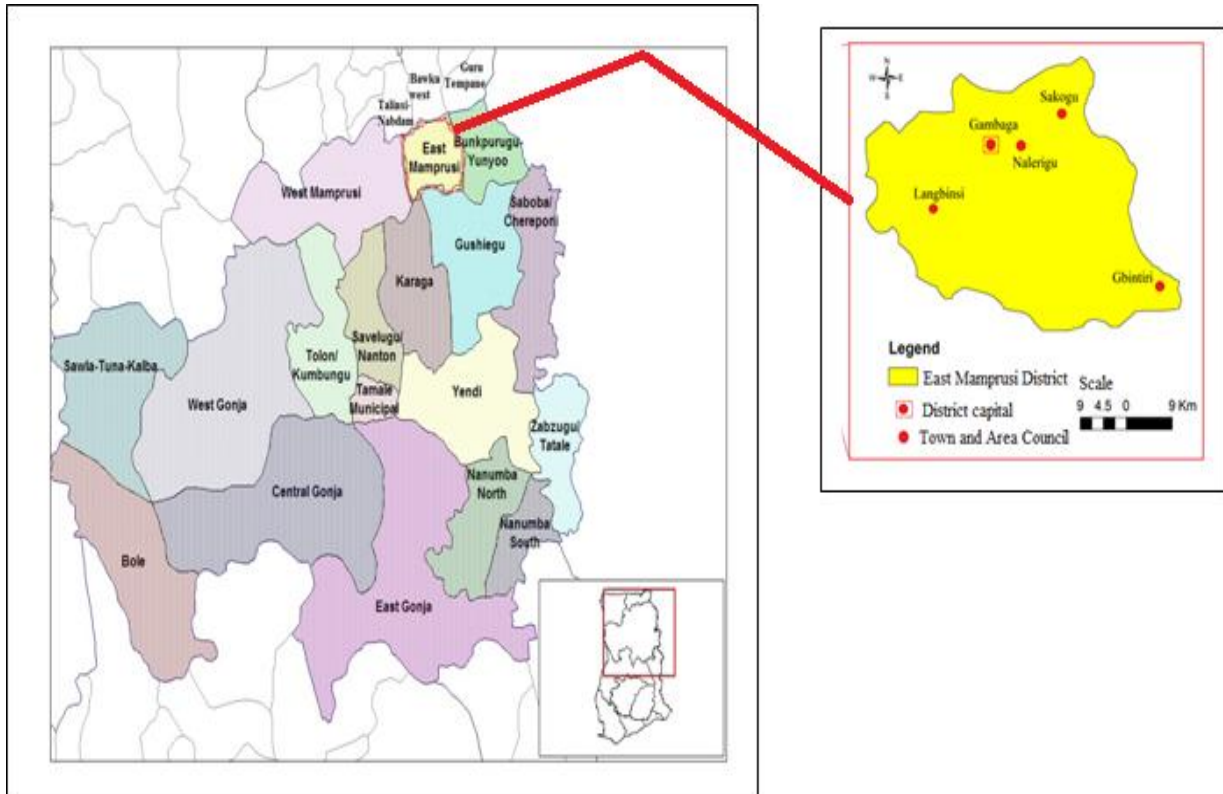 Guru
Tempane
Bawka
west
Taliasi-
Nabdam
East
Mamprusi
Bunkpurugu-
Yunyoo
West Mamprusi
Saboba/
Chereponi
Gushiegu
Karaga
Savelugu/
Nanton
Tolon/
Kumbungu
Sawla-Tuna-Kalba
West Gonja
Tamale
Municipal
Yendi
Zabzugu/
Tatale
Central Gonja
Nanumba
North
Nanumba
South
Bole
East Gonja
N
W E
S
Sakogu
Gambaga
Nalerigu
Langbinsi
Gbintiri
Legend
East Mamprusi District
District capital
Town and Area Council
Scale
9 4.5 0 9 Km